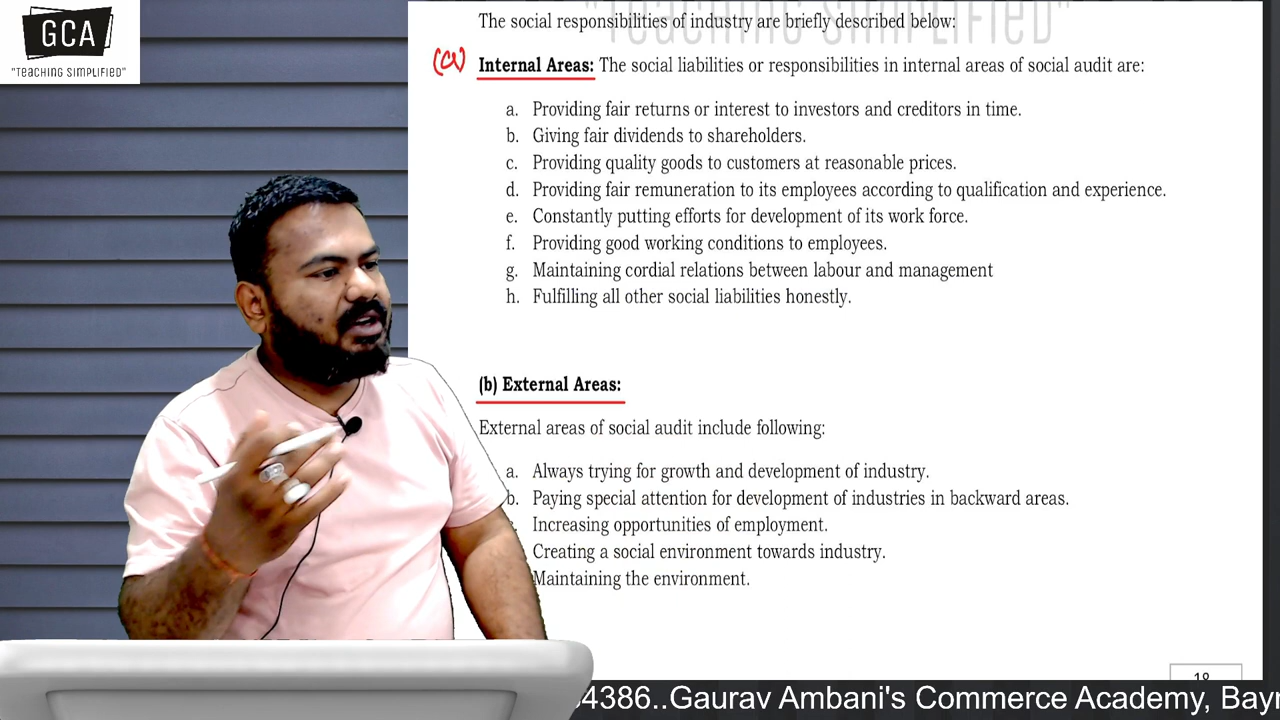 GCA
"TEACHING SIMPLIFIED"
"TEACHING SIMPLIFIED"
The social responsibilities of industry are briefly described below:
(a) Internal Areas: The social liabilities or responsibilities in internal areas of social audit are:
a. Providing fair returns or interest to investors and creditors in time.
b. Giving fair dividends to shareholders.
c. Providing quality goods to customers at reasonable prices.
d. Providing fair remuneration to its employees according to qualification and experience.
e. Constantly putting efforts for development of its work force.
f. Providing good working conditions to employees.
g. Maintaining cordial relations between labour and management
h. Fulfilling all other social liabilities honestly.
(b) External Areas:
External areas of social audit include following:
a. Always trying for growth and development of industry.
b. Paying special attention for development of industries in backward areas.
Increasing opportunities of employment.
Creating a social environment towards industry.
Maintaining the environment.
18
4386..Gaurav Ambani's Commerce Academy,